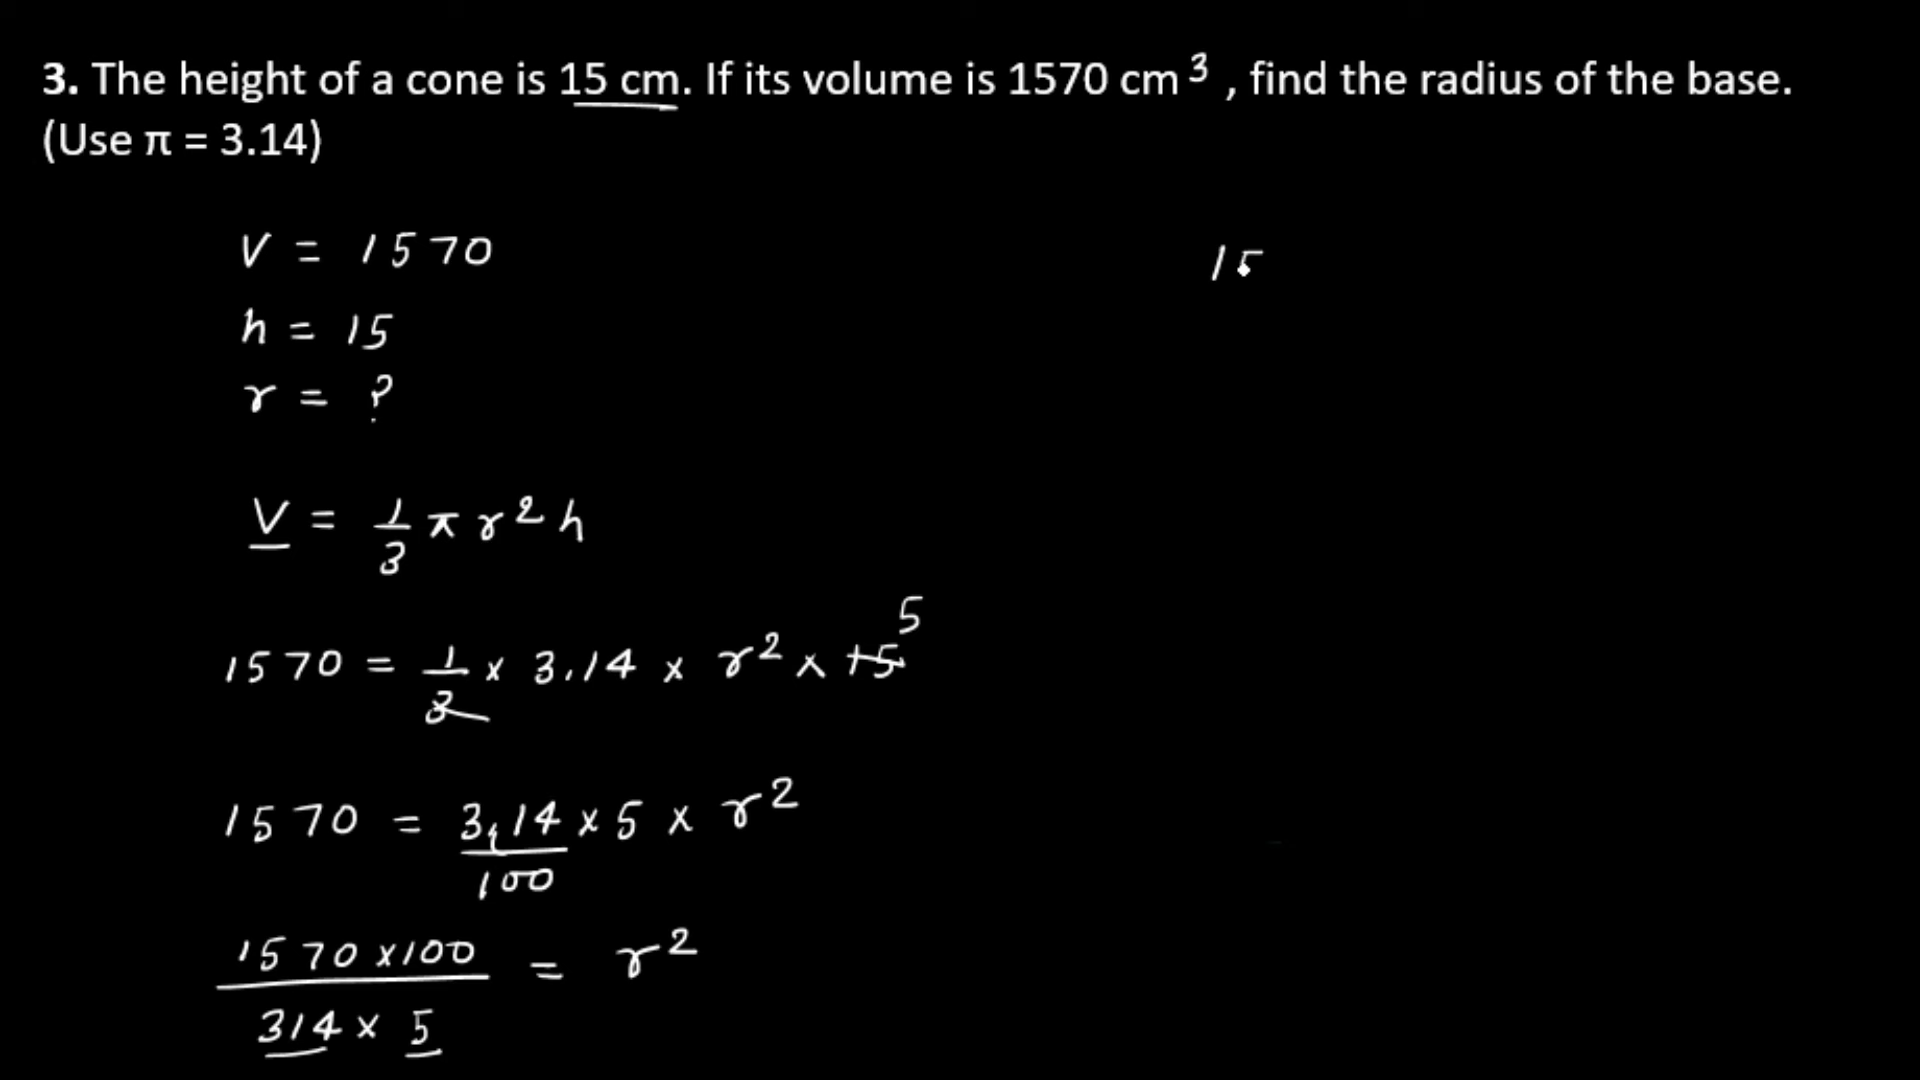 3. The height of a cone is 15 cm. If its volume is 1570 cm³ , find the radius of the base.
(Use π = 3.14)
V = 1570
15
h = 15
r = ?
V = 1/3 π r² h
1570 = 1/3 × 3.14 × r² × 15 5
1570 = 3.14/100 × 5 × r²
1570 × 100 / 314 × 5 = r²